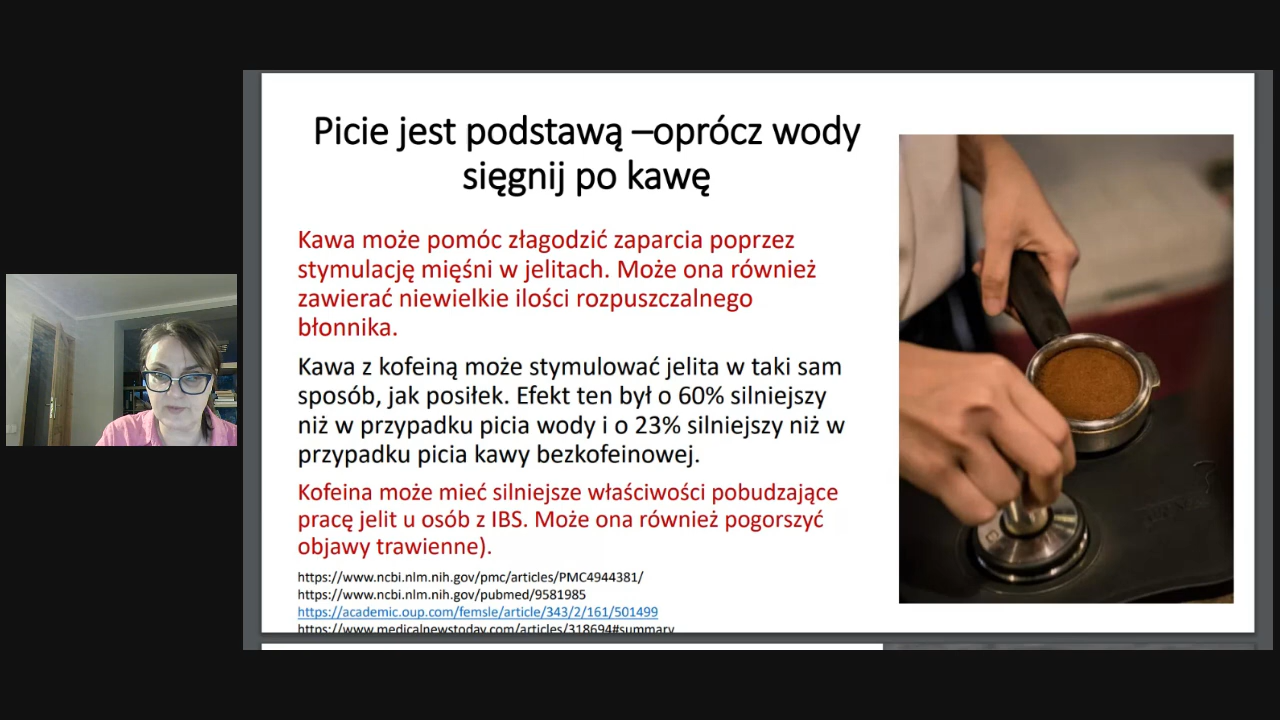 Picie jest podstawą –oprócz wody
sięgnij po kawę
Kawa może pomóc złagodzić zaparcia poprzez
stymulację mięśni w jelitach. Może ona również
zawierać niewielkie ilości rozpuszczalnego
błonnika.
Kawa z kofeiną może stymulować jelita w taki sam
sposób, jak posiłek. Efekt ten był o 60% silniejszy
niż w przypadku picia wody i o 23% silniejszy niż w
przypadku picia kawy bezkofeinowej.
Kofeina może mieć silniejsze właściwości pobudzające
pracę jelit u osób z IBS. Może ona również pogorszyć
objawy trawienne).
https://www.ncbi.nlm.nih.gov/pmc/articles/PMC4944381/
https://www.ncbi.nlm.nih.gov/pubmed/9581985
https://academic.oup.com/femsle/article/343/2/161/501499
https://www.medicalnewstoday.com/articles/318694#summary